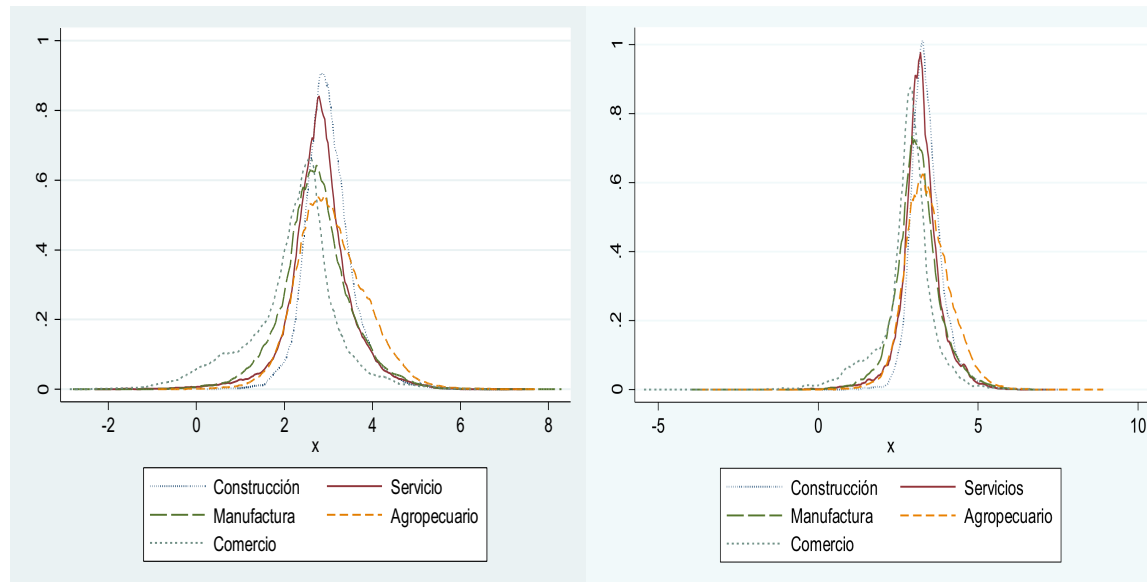 1
.8
.6
.4
.2
0
-2 0 2 4 6 8
x
Construcción Servicio
Manufactura Agropecuario
Comercio
1
.8
.6
.4
.2
0
-5 0 5 10
x
Construcción Servicios
Manufactura Agropecuario
Comercio